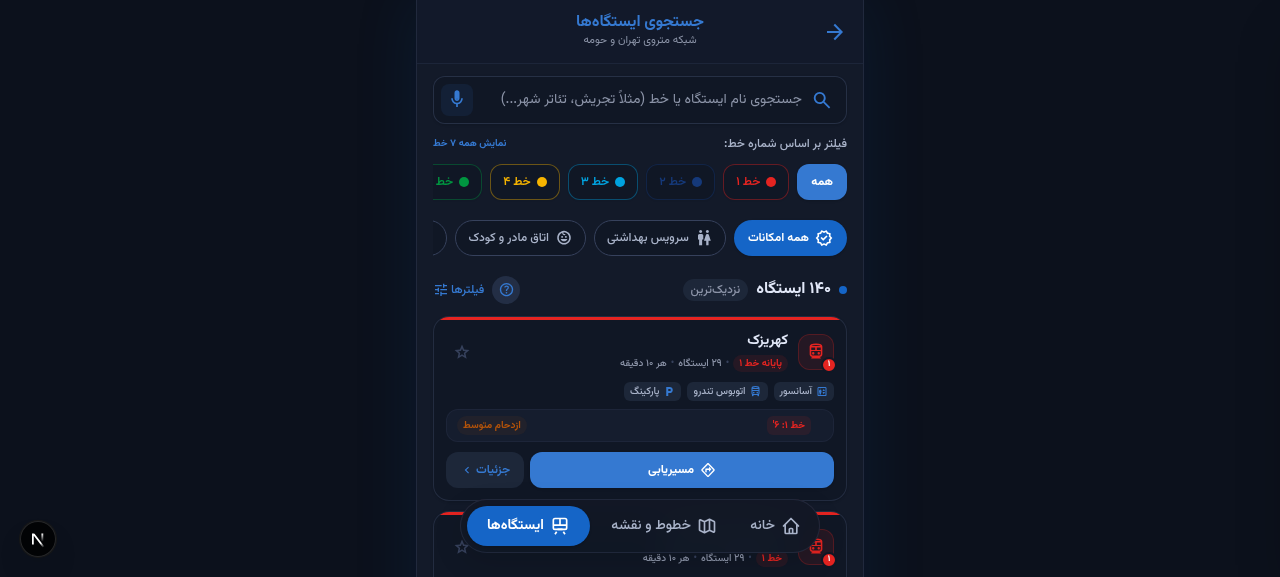 جستجوی ایستگاه‌ها
شبکه متروی تهران و حومه
جستجوی نام ایستگاه یا خط (مثلاً تجریش، تئاتر شهر...)
فیلتر بر اساس شماره خط:
نمایش همه ۷ خط
همه
خط ۱
خط ۲
خط ۳
خط ۴
خط
همه امکانات
سرویس بهداشتی
اتاق مادر و کودک
۱۴۰ ایستگاه
نزدیک‌ترین
فیلترها
کهریزک
۱
پایانه خط ۱ • ۲۹ ایستگاه • هر ۱۰ دقیقه
آسانسور
اتوبوس تندرو
پارکینگ
خط ۱: ۶'
ازدحام متوسط
مسیریابی
جزئیات
خانه
خطوط و نقشه
ایستگاه‌ها
۱
خط ۱ • ۲۹ ایستگاه • هر ۱۰ دقیقه
N